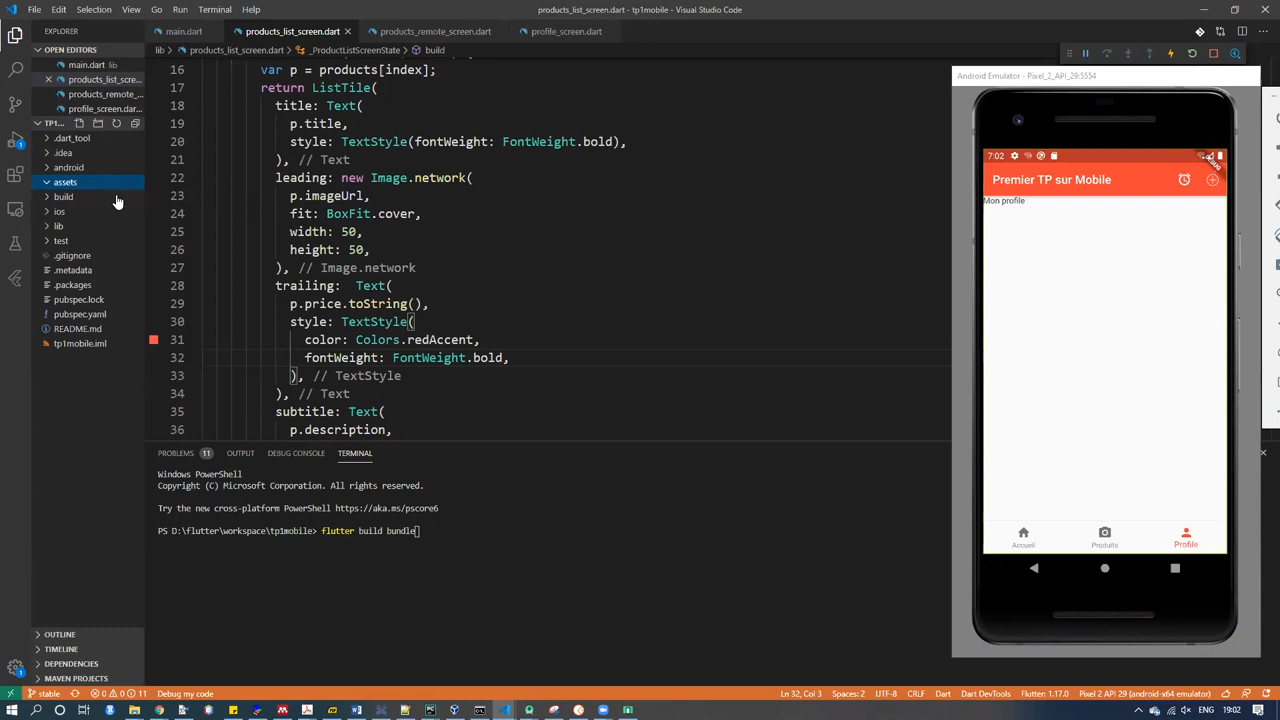 File Edit Selection View Go Run Terminal Help
products_list_screen.dart - tp1mobile - Visual Studio Code
EXPLORER
OPEN EDITORS
main.dart lib
products_list_scre...
products_remote_...
profile_screen.dart...
TP1...
.dart_tool
.idea
android
assets
build
ios
lib
test
.gitignore
.metadata
.packages
pubspec.lock
pubspec.yaml
README.md
tp1mobile.iml
OUTLINE
TIMELINE
DEPENDENCIES
MAVEN PROJECTS
main.dart products_list_screen.dart products_remote_screen.dart profile_screen.dart
lib > products_list_screen.dart > _ProductListScreenState > build
16 var p = products[index];
17 return ListTile(
18 title: Text(
19 p.title,
20 style: TextStyle(fontWeight: FontWeight.bold),
21 ), // Text
22 leading: new Image.network(
23 p.imageUrl,
24 fit: BoxFit.cover,
25 width: 50,
26 height: 50,
27 ), // Image.network
28 trailing: Text(
29 p.price.toString(),
30 style: TextStyle(
31 color: Colors.redAccent,
32 fontWeight: FontWeight.bold,
33 ), // TextStyle
34 ), // Text
35 subtitle: Text(
36 p.description,
PROBLEMS 11 OUTPUT DEBUG CONSOLE TERMINAL
Windows PowerShell
Copyright (C) Microsoft Corporation. All rights reserved.
Try the new cross-platform PowerShell https://aka.ms/pscore6
PS D:\flutter\workspace\tp1mobile> flutter build bundle
Android Emulator - Pixel_2_API_29:5554
7:02
Premier TP sur Mobile
Mon profile
Accueil Produits Profile
stable 0 0 11 Debug my code
Ln 32, Col 3 Spaces: 2 UTF-8 CRLF Dart Dart DevTools Flutter: 1.17.0 Pixel 2 API 29 (android-x64 emulator)
ENG 19:02